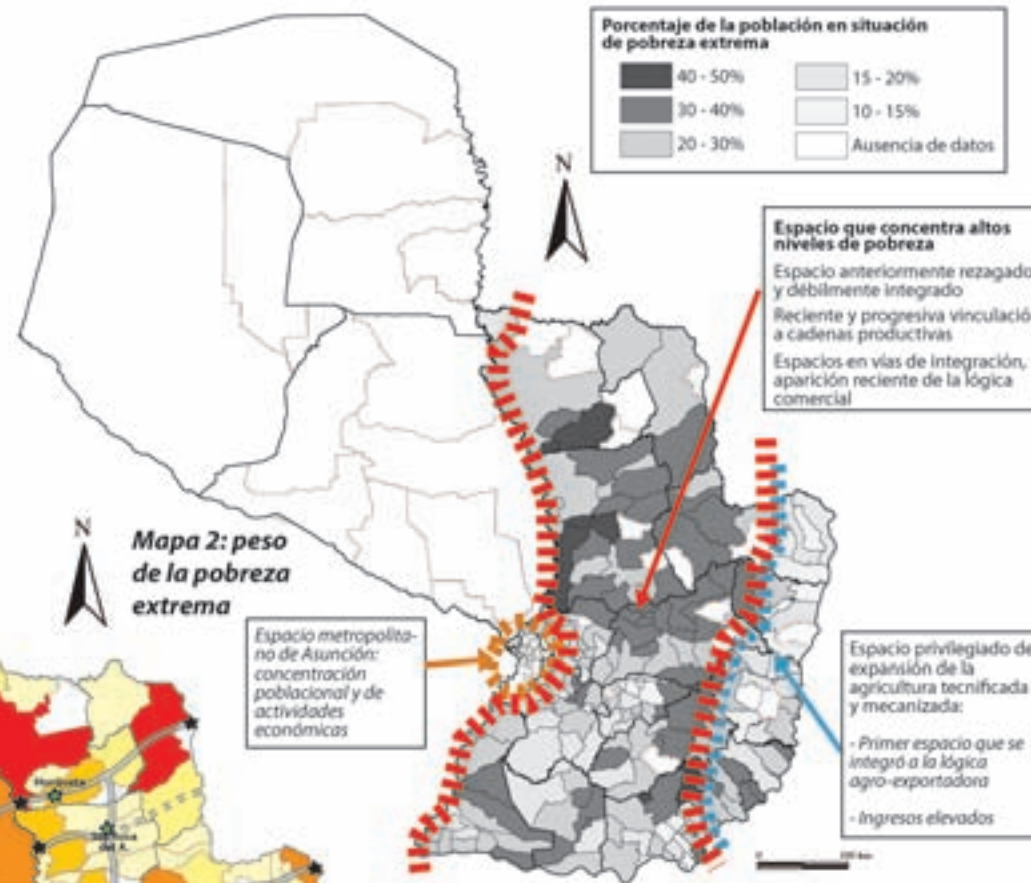 Porcentaje de la población en situación
de pobreza extrema
40 - 50%
30 - 40%
20 - 30%
15 - 20%
10 - 15%
Ausencia de datos
N
Espacio que concentra altos
niveles de pobreza
Espacio anteriormente rezagado
y débilmente integrado
Reciente y progresiva vinculació
a cadenas productivas
Espacios en vías de integración,
aparición reciente de la lógica
comercial
N
Mapa 2: peso
de la pobreza
extrema
Espacio metropolita-
no de Asunción:
concentración
poblacional y de
actividades
económicas
Espacio privilegiado de
expansión de la
agricultura tecnificada
y mecanizada:
- Primer espacio que se
integró a la lógica
agro-exportadora
- Ingresos elevados
0